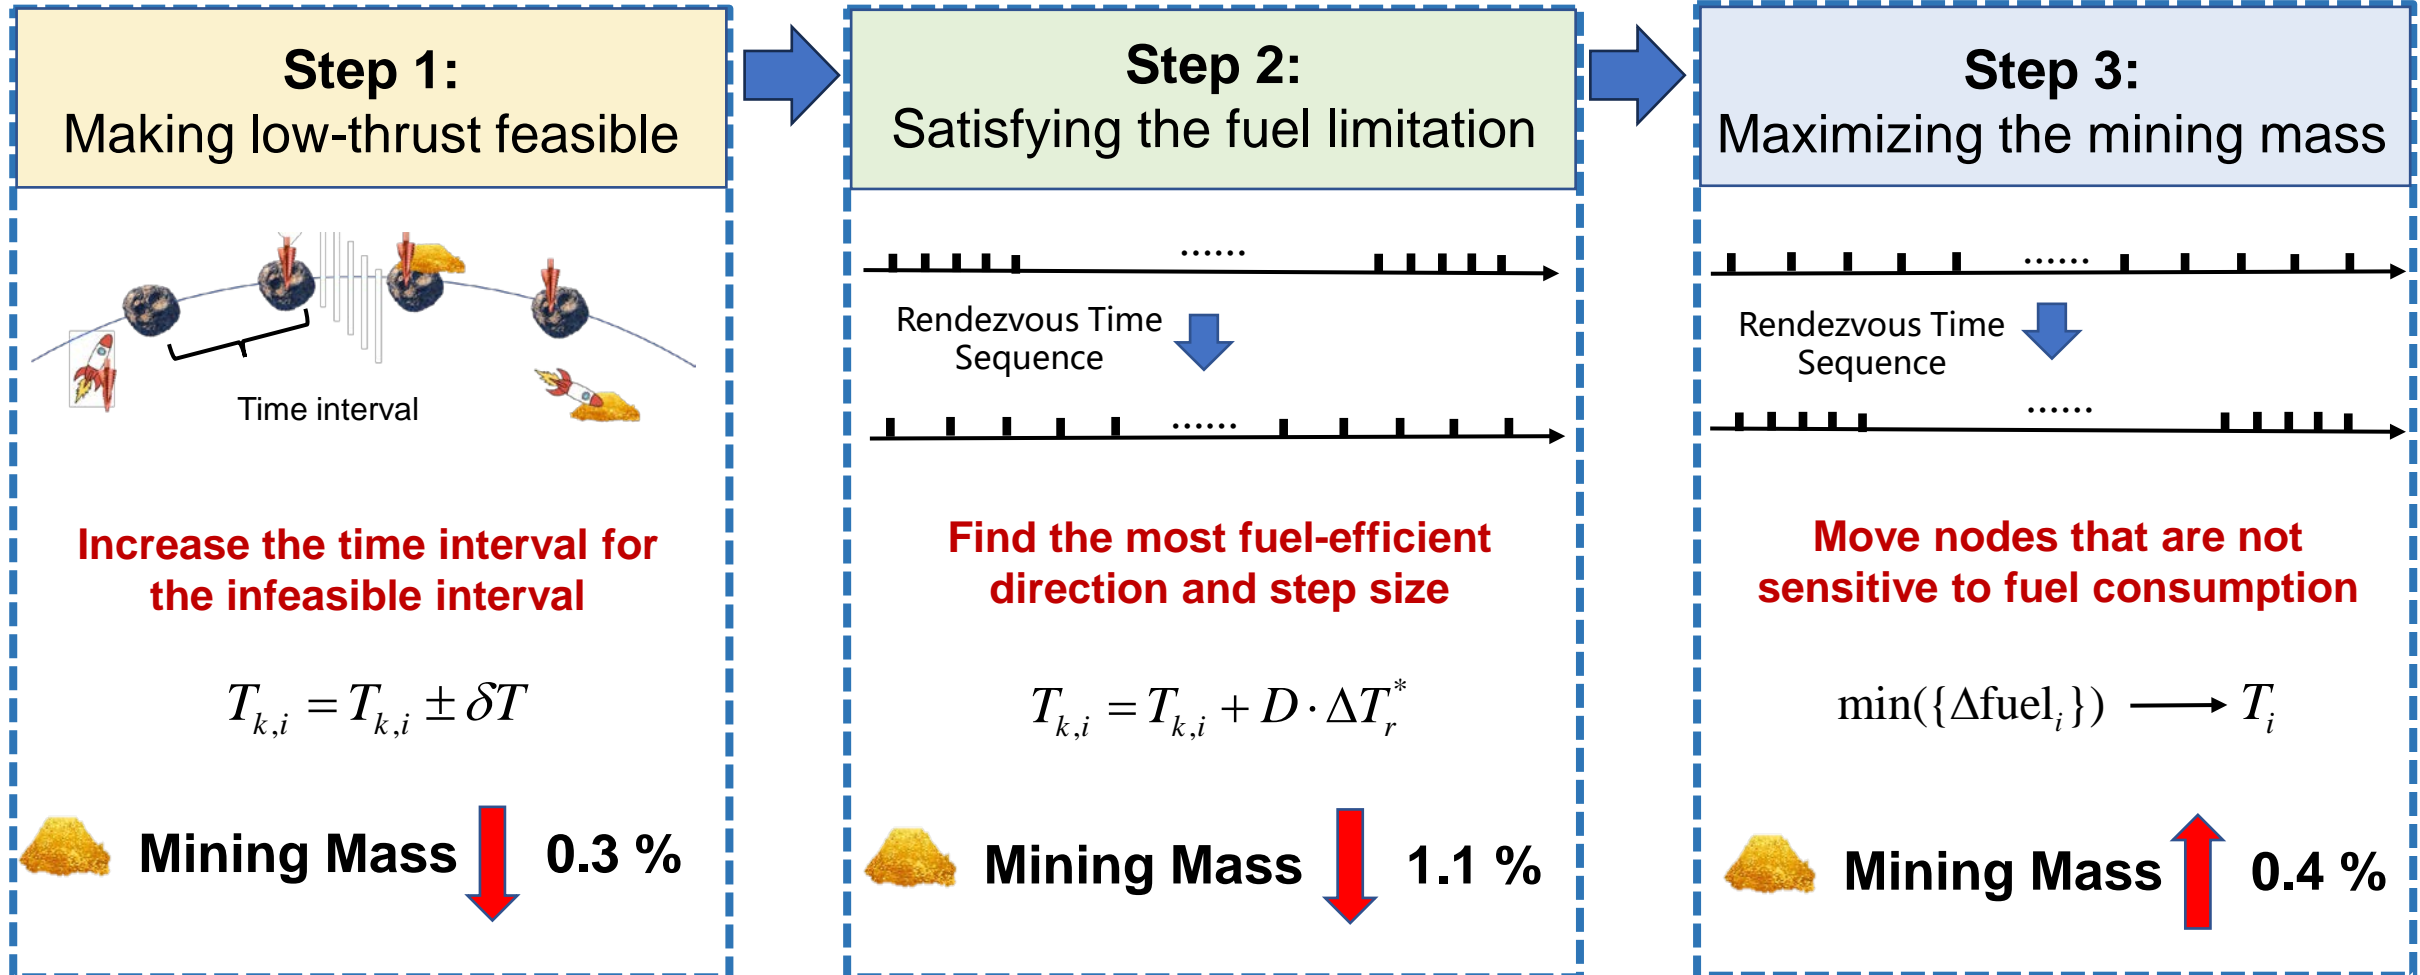 Step 1:
Making low-thrust feasible
Time interval
Increase the time interval for
the infeasible interval
T_{k,i} = T_{k,i} ± δT
Mining Mass 0.3 %
Step 2:
Satisfying the fuel limitation
......
Rendezvous Time
Sequence
......
Find the most fuel-efficient
direction and step size
T_{k,i} = T_{k,i} + D · ΔT_r^*
Mining Mass 1.1 %
Step 3:
Maximizing the mining mass
......
Rendezvous Time
Sequence
......
Move nodes that are not
sensitive to fuel consumption
min({Δfuel_i}) → T_i
Mining Mass 0.4 %